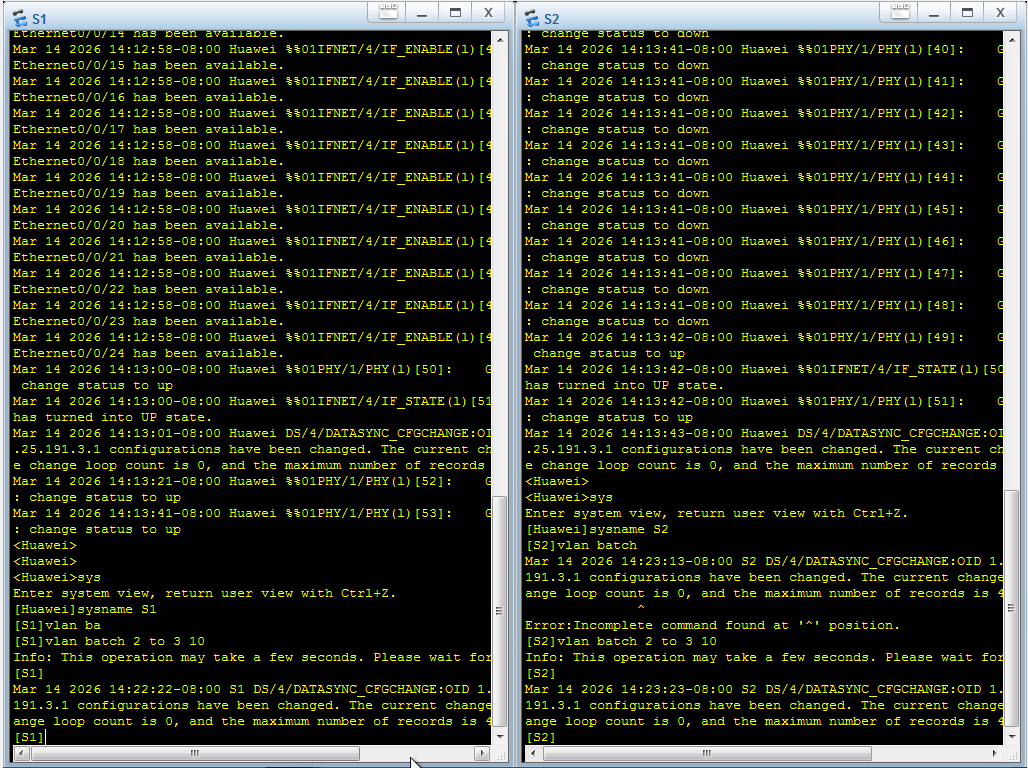 S1
Ethernet0/0/14 has been available.
Mar 14 2026 14:12:58-08:00 Huawei %%01IFNET/4/IF_ENABLE(l)[4
Ethernet0/0/15 has been available.
Mar 14 2026 14:12:58-08:00 Huawei %%01IFNET/4/IF_ENABLE(l)[4
Ethernet0/0/16 has been available.
Mar 14 2026 14:12:58-08:00 Huawei %%01IFNET/4/IF_ENABLE(l)[4
Ethernet0/0/17 has been available.
Mar 14 2026 14:12:58-08:00 Huawei %%01IFNET/4/IF_ENABLE(l)[4
Ethernet0/0/18 has been available.
Mar 14 2026 14:12:58-08:00 Huawei %%01IFNET/4/IF_ENABLE(l)[4
Ethernet0/0/19 has been available.
Mar 14 2026 14:12:58-08:00 Huawei %%01IFNET/4/IF_ENABLE(l)[4
Ethernet0/0/20 has been available.
Mar 14 2026 14:12:58-08:00 Huawei %%01IFNET/4/IF_ENABLE(l)[4
Ethernet0/0/21 has been available.
Mar 14 2026 14:12:58-08:00 Huawei %%01IFNET/4/IF_ENABLE(l)[4
Ethernet0/0/22 has been available.
Mar 14 2026 14:12:58-08:00 Huawei %%01IFNET/4/IF_ENABLE(l)[4
Ethernet0/0/23 has been available.
Mar 14 2026 14:12:58-08:00 Huawei %%01IFNET/4/IF_ENABLE(l)[4
Ethernet0/0/24 has been available.
Mar 14 2026 14:13:00-08:00 Huawei %%01PHY/1/PHY(l)[50]:    G
 change status to up
Mar 14 2026 14:13:00-08:00 Huawei %%01IFNET/4/IF_STATE(l)[51
has turned into UP state.
Mar 14 2026 14:13:01-08:00 Huawei DS/4/DATASYNC_CFGCHANGE:OI
.25.191.3.1 configurations have been changed. The current ch
e change loop count is 0, and the maximum number of records
Mar 14 2026 14:13:21-08:00 Huawei %%01PHY/1/PHY(l)[52]:    G
: change status to up
Mar 14 2026 14:13:41-08:00 Huawei %%01PHY/1/PHY(l)[53]:    G
: change status to up
<Huawei>
<Huawei>
<Huawei>sys
Enter system view, return user view with Ctrl+Z.
[Huawei]sysname S1
[S1]vlan ba
[S1]vlan batch 2 to 3 10
Info: This operation may take a few seconds. Please wait for
[S1]
Mar 14 2026 14:22:22-08:00 S1 DS/4/DATASYNC_CFGCHANGE:OID 1.
191.3.1 configurations have been changed. The current change
ange loop count is 0, and the maximum number of records is 4
[S1]
S2
: change status to down
Mar 14 2026 14:13:41-08:00 Huawei %%01PHY/1/PHY(l)[40]:    G
: change status to down
Mar 14 2026 14:13:41-08:00 Huawei %%01PHY/1/PHY(l)[41]:    G
: change status to down
Mar 14 2026 14:13:41-08:00 Huawei %%01PHY/1/PHY(l)[42]:    G
: change status to down
Mar 14 2026 14:13:41-08:00 Huawei %%01PHY/1/PHY(l)[43]:    G
: change status to down
Mar 14 2026 14:13:41-08:00 Huawei %%01PHY/1/PHY(l)[44]:    G
: change status to down
Mar 14 2026 14:13:41-08:00 Huawei %%01PHY/1/PHY(l)[45]:    G
: change status to down
Mar 14 2026 14:13:41-08:00 Huawei %%01PHY/1/PHY(l)[46]:    G
: change status to down
Mar 14 2026 14:13:41-08:00 Huawei %%01PHY/1/PHY(l)[47]:    G
: change status to down
Mar 14 2026 14:13:41-08:00 Huawei %%01PHY/1/PHY(l)[48]:    G
: change status to down
Mar 14 2026 14:13:42-08:00 Huawei %%01PHY/1/PHY(l)[49]:    G
 change status to up
Mar 14 2026 14:13:42-08:00 Huawei %%01IFNET/4/IF_STATE(l)[50
has turned into UP state.
Mar 14 2026 14:13:42-08:00 Huawei %%01PHY/1/PHY(l)[51]:    G
: change status to up
Mar 14 2026 14:13:43-08:00 Huawei DS/4/DATASYNC_CFGCHANGE:OI
.25.191.3.1 configurations have been changed. The current ch
e change loop count is 0, and the maximum number of records
<Huawei>
<Huawei>sys
Enter system view, return user view with Ctrl+Z.
[Huawei]sysname S2
[S2]vlan batch
Mar 14 2026 14:23:13-08:00 S2 DS/4/DATASYNC_CFGCHANGE:OID 1.
191.3.1 configurations have been changed. The current change
ange loop count is 0, and the maximum number of records is 4
^
Error:Incomplete command found at '^' position.
[S2]vlan batch 2 to 3 10
Info: This operation may take a few seconds. Please wait for
[S2]
Mar 14 2026 14:23:23-08:00 S2 DS/4/DATASYNC_CFGCHANGE:OID 1.
191.3.1 configurations have been changed. The current change
ange loop count is 0, and the maximum number of records is 4
[S2]